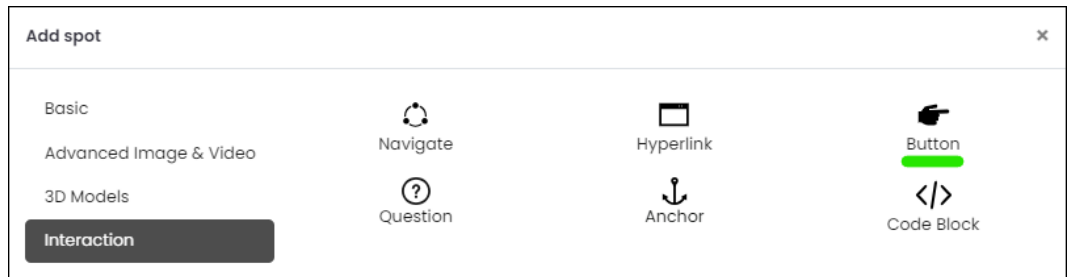 Add spot ×
Basic
Advanced Image & Video
3D Models
Interaction
Navigate Hyperlink Button
Question Anchor Code Block